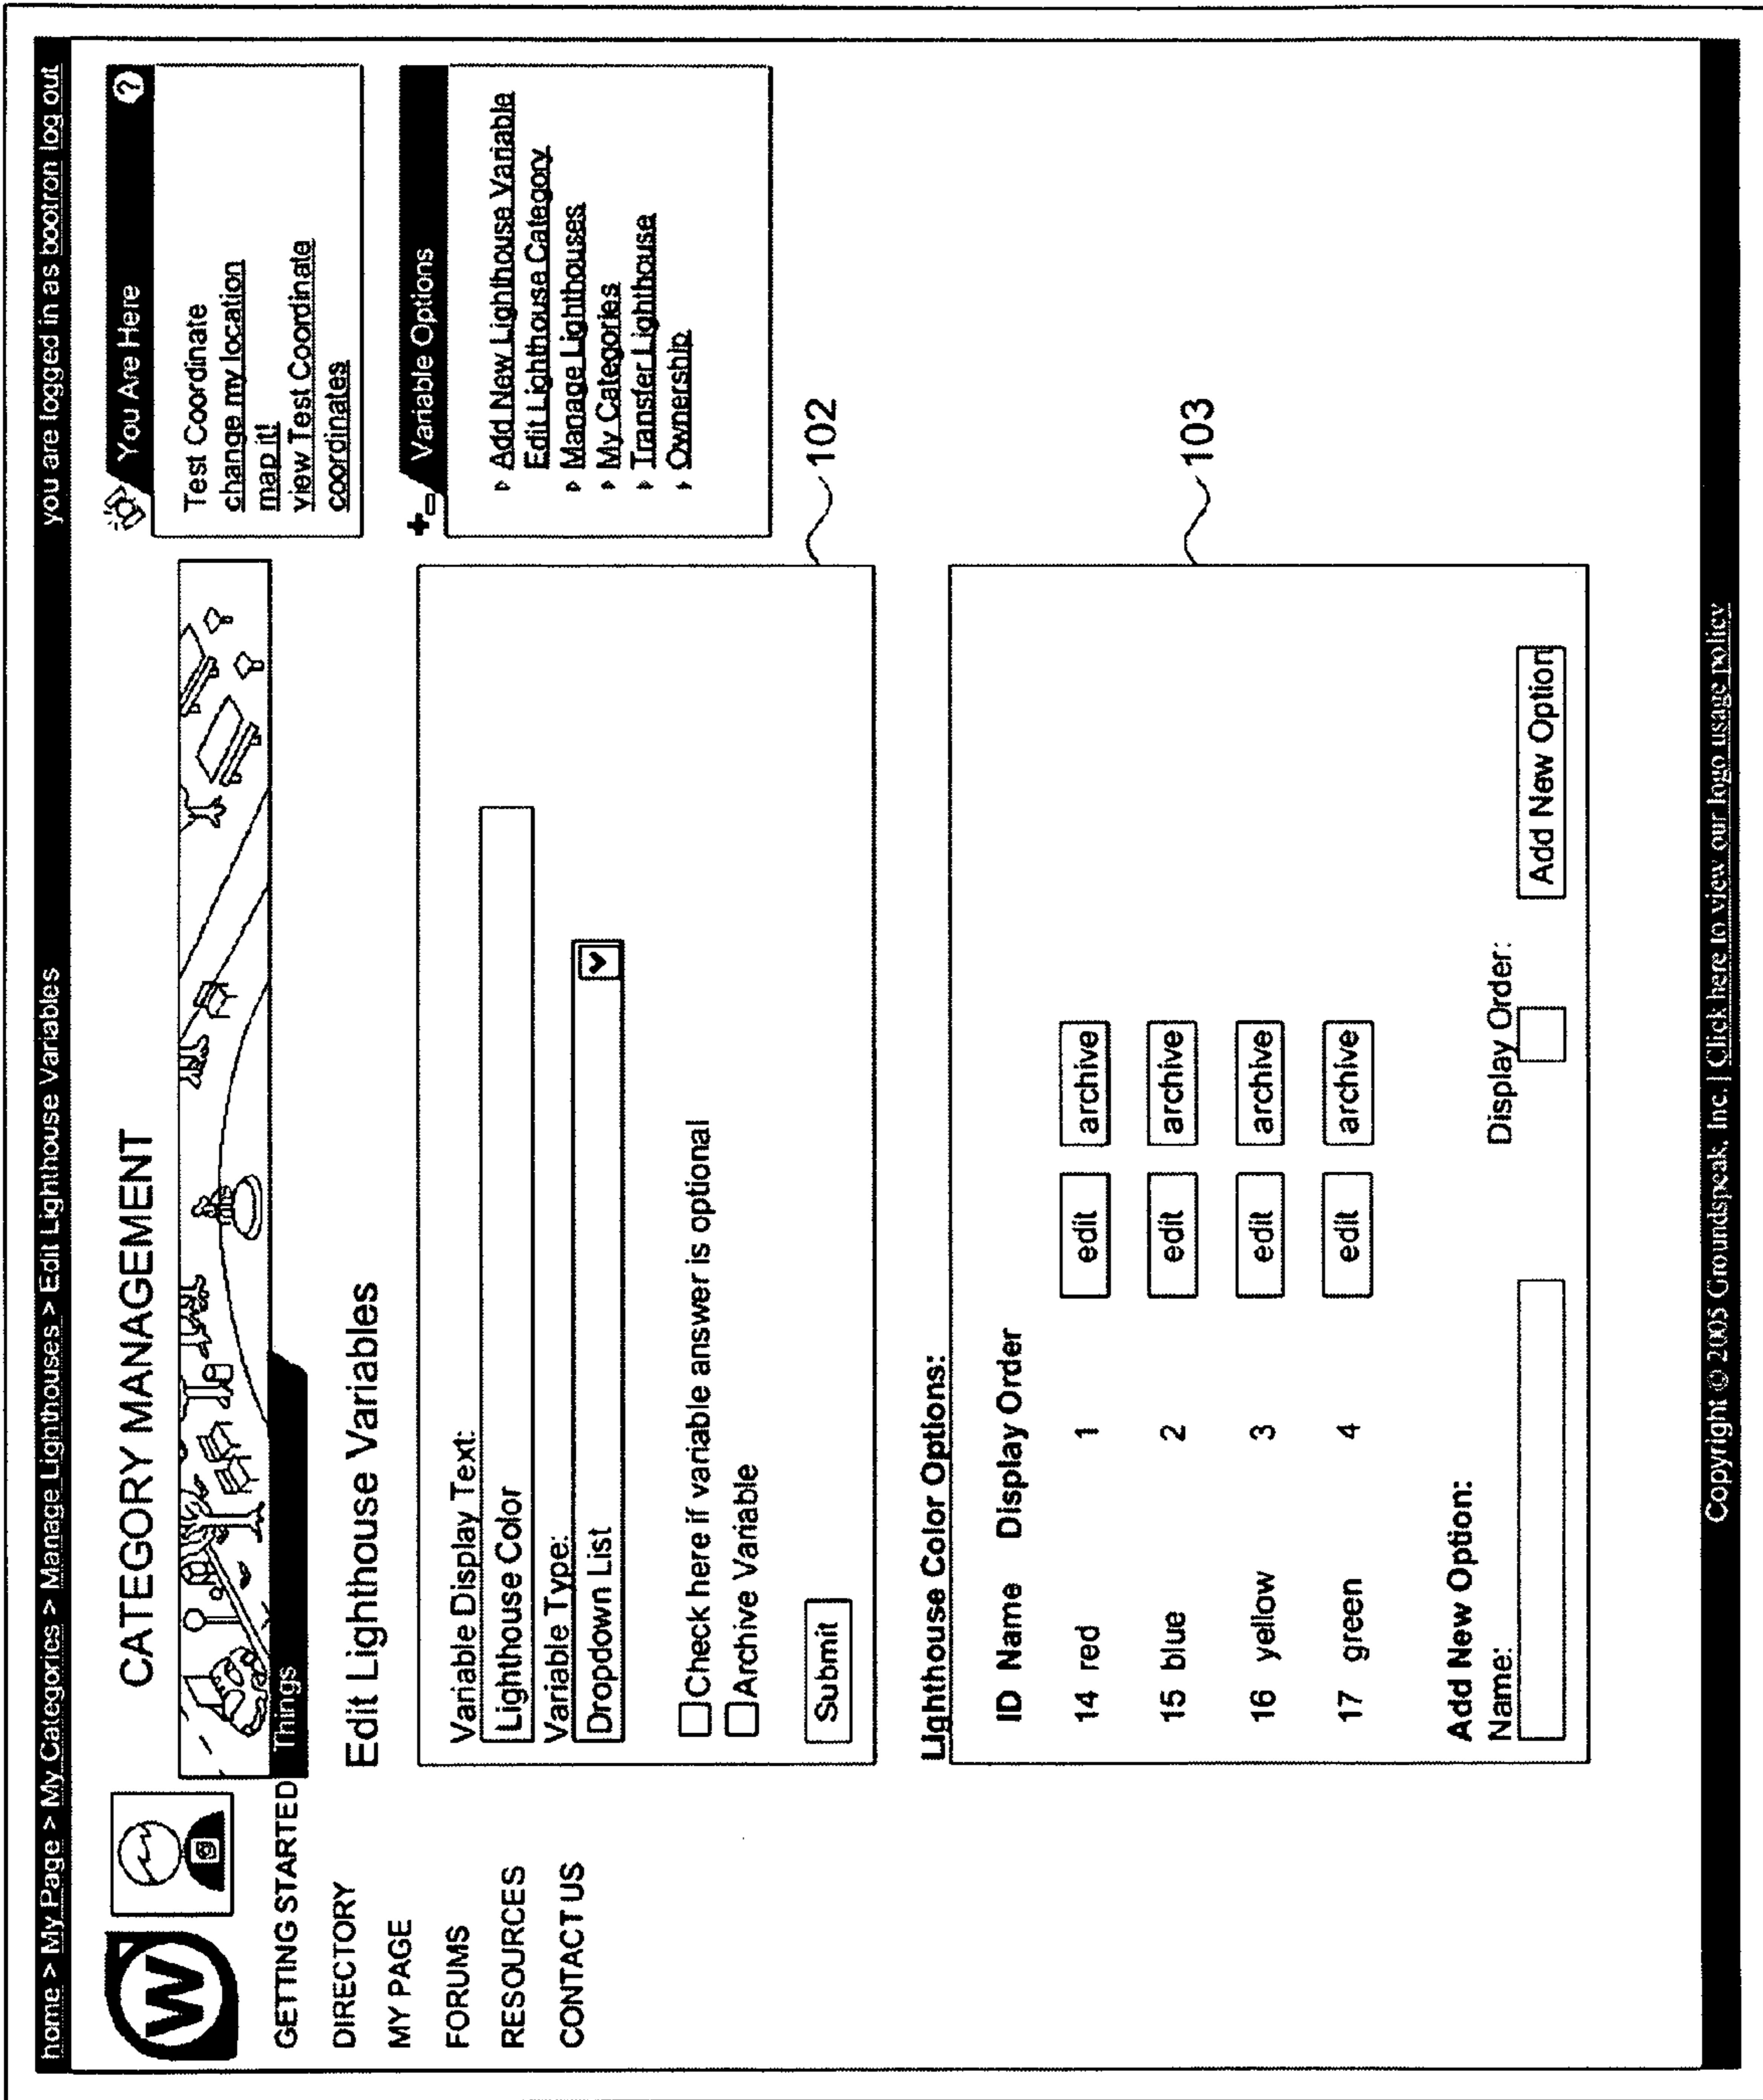 home > My Page > My Categories > Manage Lighthouses > Edit Lighthouse Variables
you are logged in as bootron log out
W
CATEGORY MANAGEMENT
Things
GETTING STARTED
DIRECTORY
MY PAGE
FORUMS
RESOURCES
CONTACT US
You Are Here ?
Test Coordinate
change my location
map it!
view Test Coordinate
coordinates
Variable Options
Add New Lighthouse Variable
Edit Lighthouse Category
Manage Lighthouses
My Categories
Transfer Lighthouse
Ownership
Edit Lighthouse Variables
Variable Display Text:
Lighthouse Color
Variable Type:
Dropdown List
Check here if variable answer is optional
Archive Variable
Submit
102
Lighthouse Color Options:
ID Name Display Order
14 red 1 edit archive
15 blue 2 edit archive
16 yellow 3 edit archive
17 green 4 edit archive
Add New Option:
Name: Display Order:
Add New Option
103
Copyright © 2005 Groundspeak, Inc. | Click here to view our logo usage policy